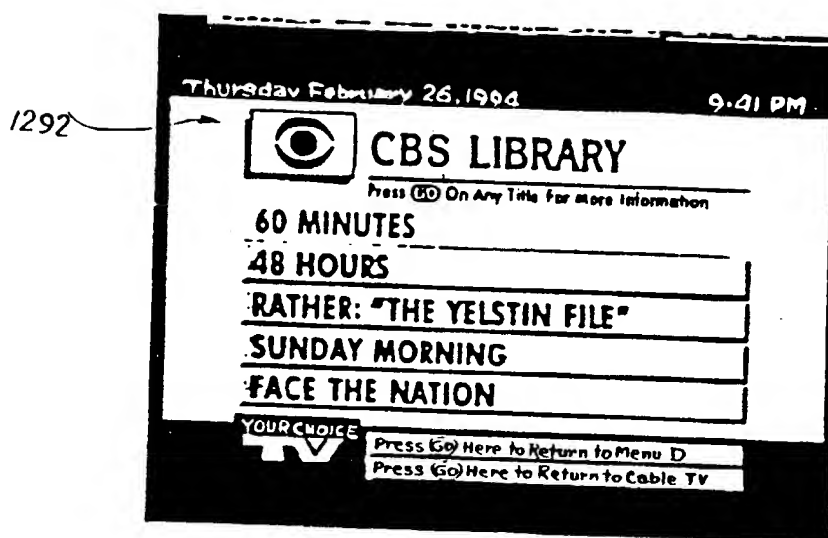 Thursday February 26, 1994 9:41 PM
1292
CBS LIBRARY
Press Go On Any Title for More Information
60 MINUTES
48 HOURS
RATHER: "THE YELSTIN FILE"
SUNDAY MORNING
FACE THE NATION
YOUR CHOICE
TV
Press Go Here to Return to Menu D
Press Go Here to Return to Cable TV